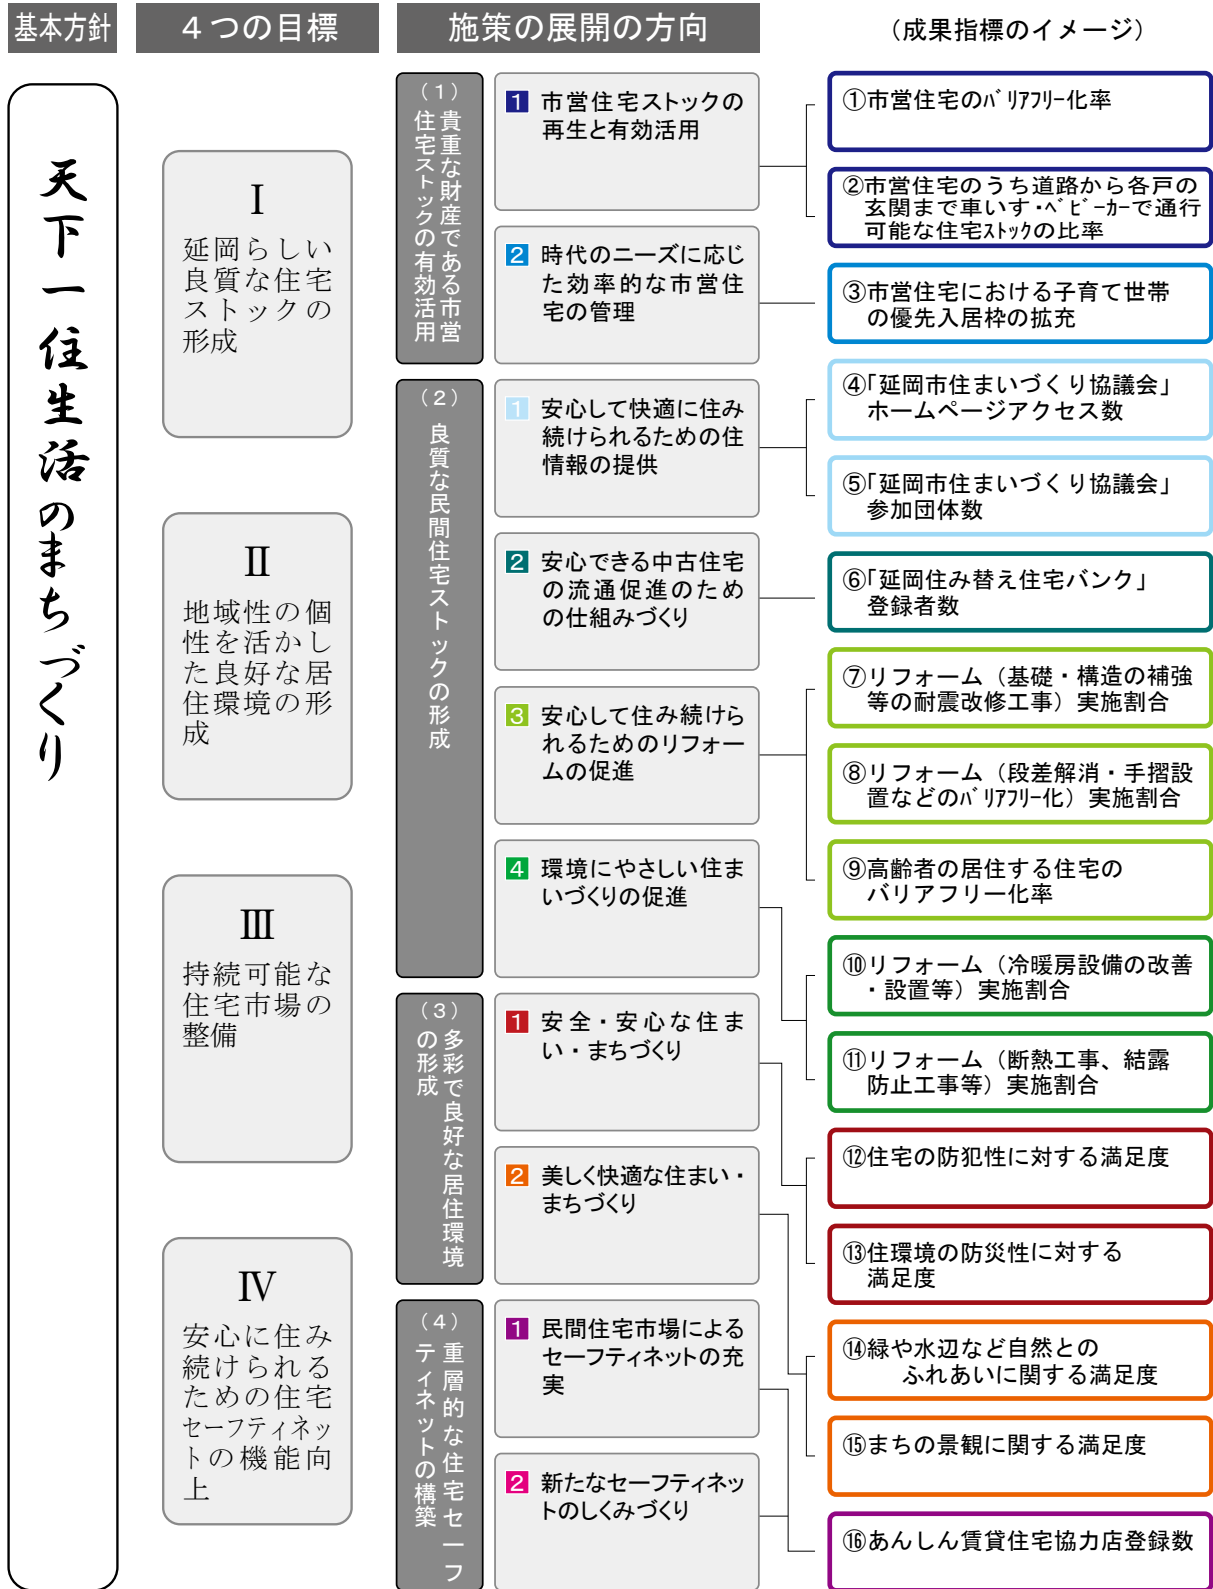 基本方針
４つの目標
施策の展開の方向
（成果指標のイメージ）
天下一住生活のまちづくり
Ⅰ
延岡らしい
良質な住宅
ストックの
形成
Ⅱ
地域性の個
性を活かし
た良好な居
住環境の形
成
Ⅲ
持続可能な
住宅市場の
整備
Ⅳ
安心に住み
続けられる
ための住宅
セーフティネッ
トの機能向
上
（１）
貴重な財産である市営
住宅ストックの有効活用
1 市営住宅ストックの
再生と有効活用
2 時代のニーズに応じ
た効率的な市営住
宅の管理
（２）
良質な民間住宅ストックの形成
1 安心して快適に住み
続けられるための住
情報の提供
2 安心できる中古住宅
の流通促進のため
の仕組みづくり
3 安心して住み続けら
れるためのリフォー
ムの促進
4 環境にやさしい住ま
いづくりの促進
（３）
多彩で良好な居住環境
の形成
1 安全・安心な住ま
い・まちづくり
2 美しく快適な住まい・
まちづくり
（４）
重層的な住宅セーフ
ティネットの構築
1 民間住宅市場による
セーフティネットの充
実
2 新たなセーフティネッ
トのしくみづくり
①市営住宅のﾊﾞﾘｱﾌﾘｰ化率
②市営住宅のうち道路から各戸の
玄関まで車いす・ﾍﾞﾋﾞｰｶｰで通行
可能な住宅ｽﾄｯｸの比率
③市営住宅における子育て世帯
の優先入居枠の拡充
④「延岡市住まいづくり協議会」
ホームページアクセス数
⑤「延岡市住まいづくり協議会」
参加団体数
⑥「延岡住み替え住宅バンク」
登録者数
⑦リフォーム（基礎・構造の補強
等の耐震改修工事）実施割合
⑧リフォーム（段差解消・手摺設
置などのﾊﾞﾘｱﾌﾘｰ化）実施割合
⑨高齢者の居住する住宅の
バリアフリー化率
⑩リフォーム（冷暖房設備の改善
・設置等）実施割合
⑪リフォーム（断熱工事、結露
防止工事等）実施割合
⑫住宅の防犯性に対する満足度
⑬住環境の防災性に対する
満足度
⑭緑や水辺など自然との
ふれあいに関する満足度
⑮まちの景観に関する満足度
⑯あんしん賃貸住宅協力店登録数